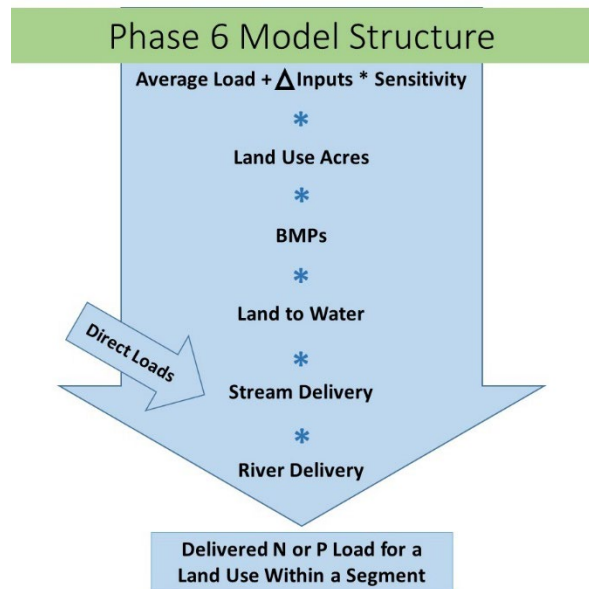 Phase 6 Model Structure
Average Load + Δ Inputs * Sensitivity
*
Land Use Acres
*
BMPs
*
Land to Water
Direct Loads
*
Stream Delivery
*
River Delivery
Delivered N or P Load for a
Land Use Within a Segment